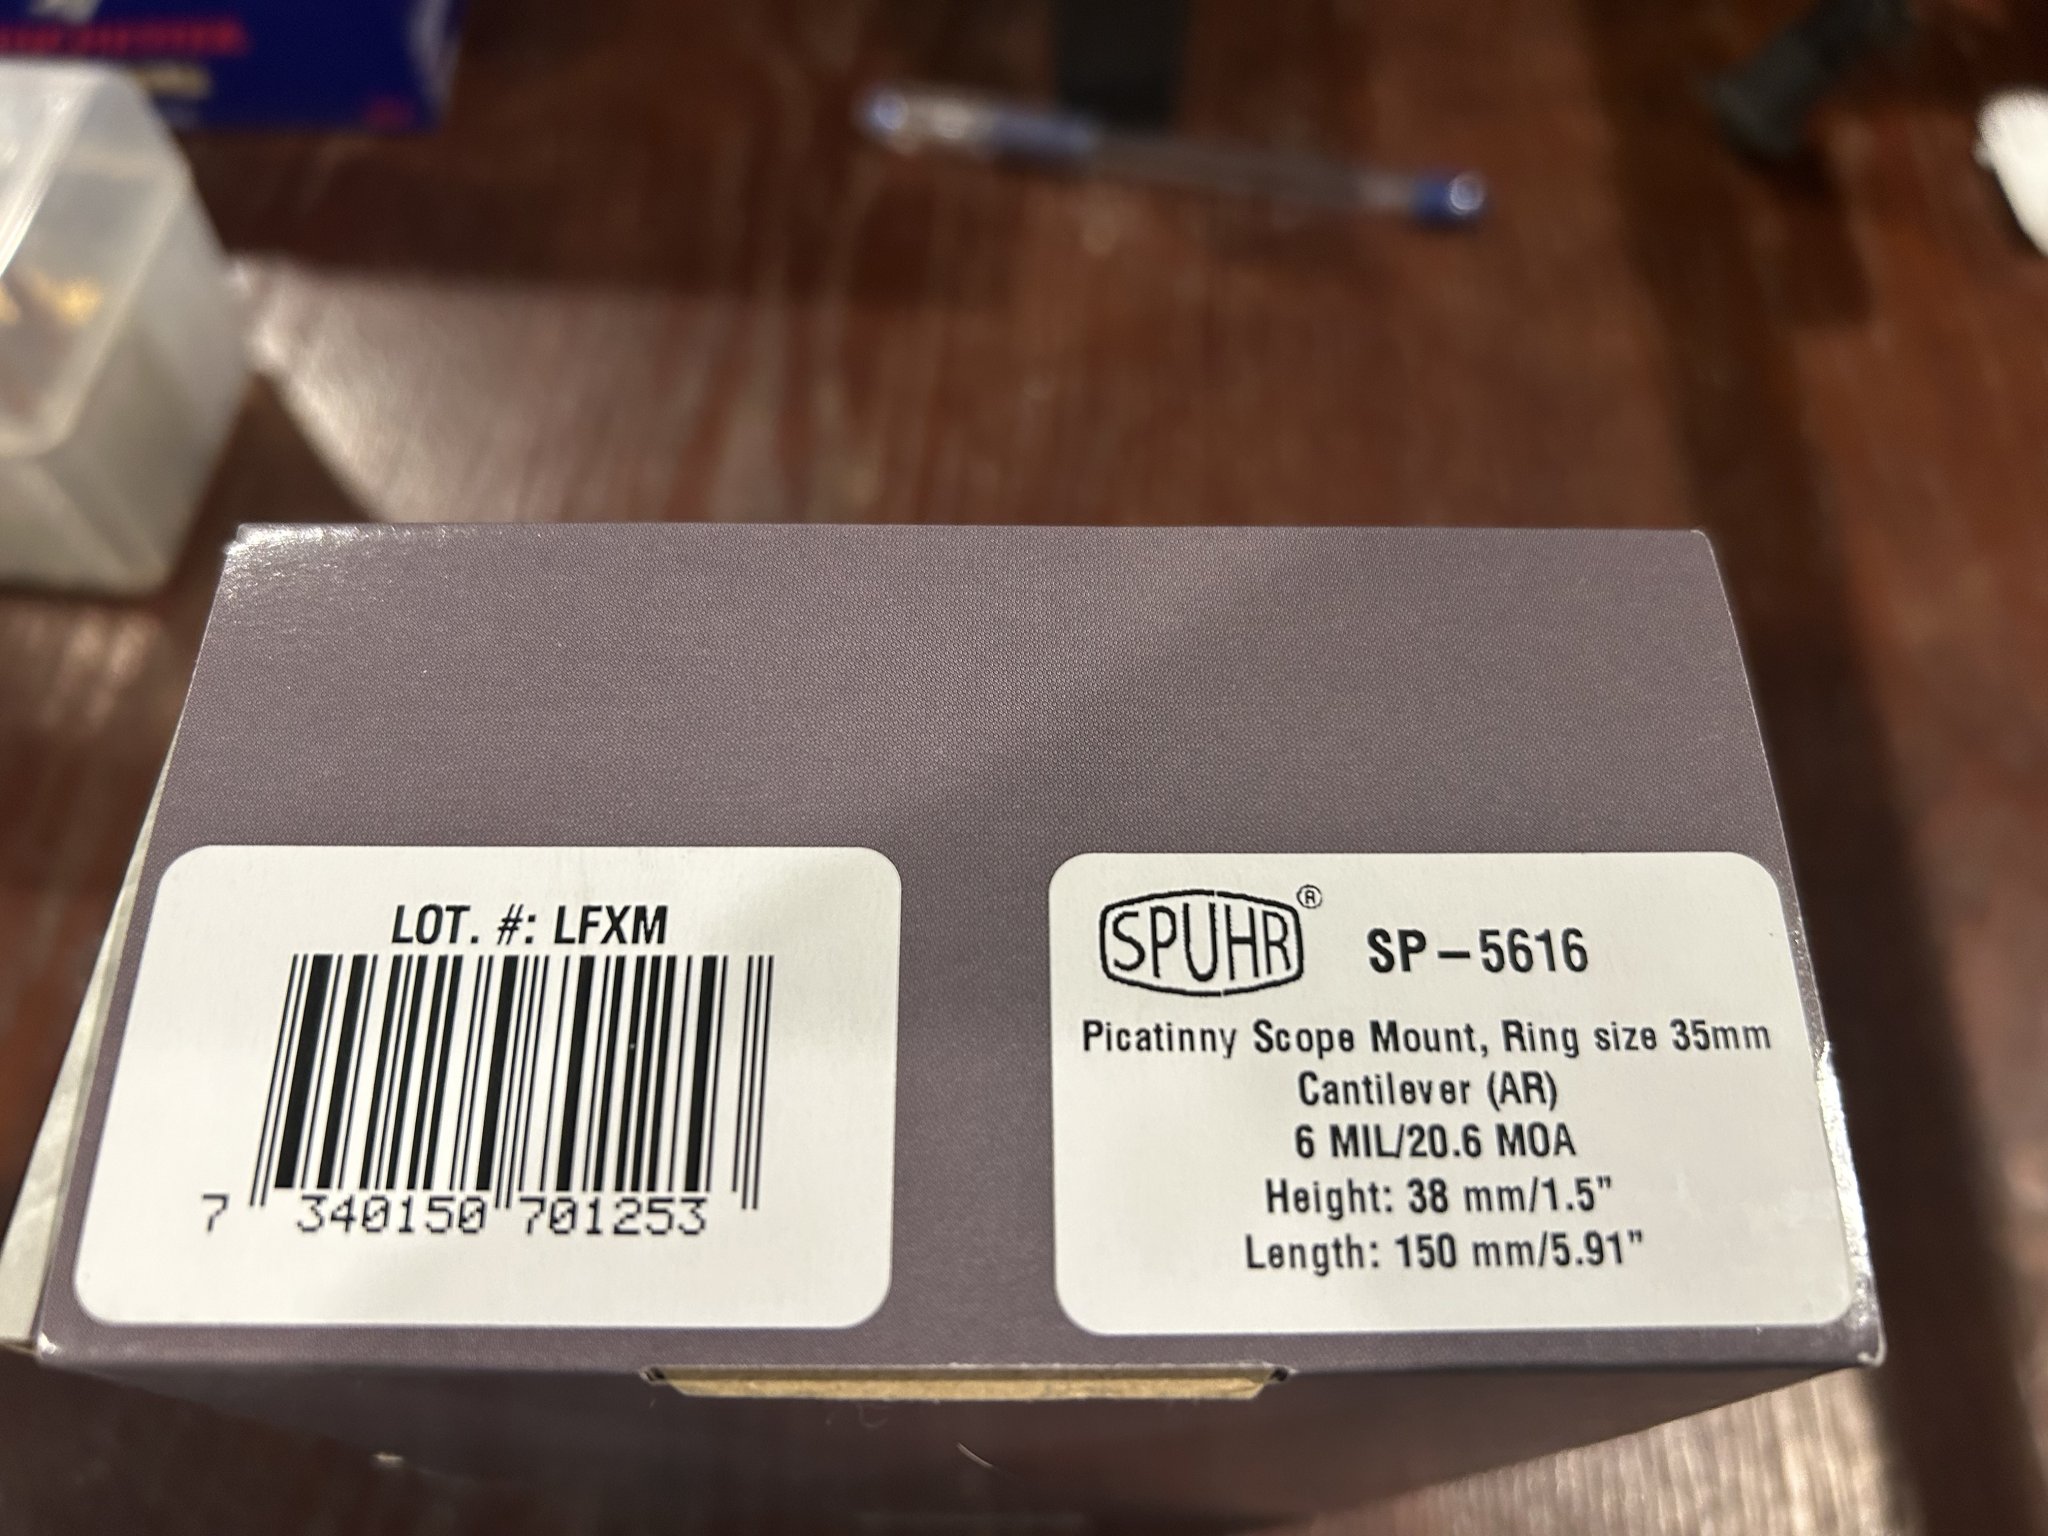 LOT. #: LFXM
7 340150 701253
SPUHR® SP-5616
Picatinny Scope Mount, Ring size 35mm
Cantilever (AR)
6 MIL/20.6 MOA
Height: 38 mm/1.5”
Length: 150 mm/5.91”